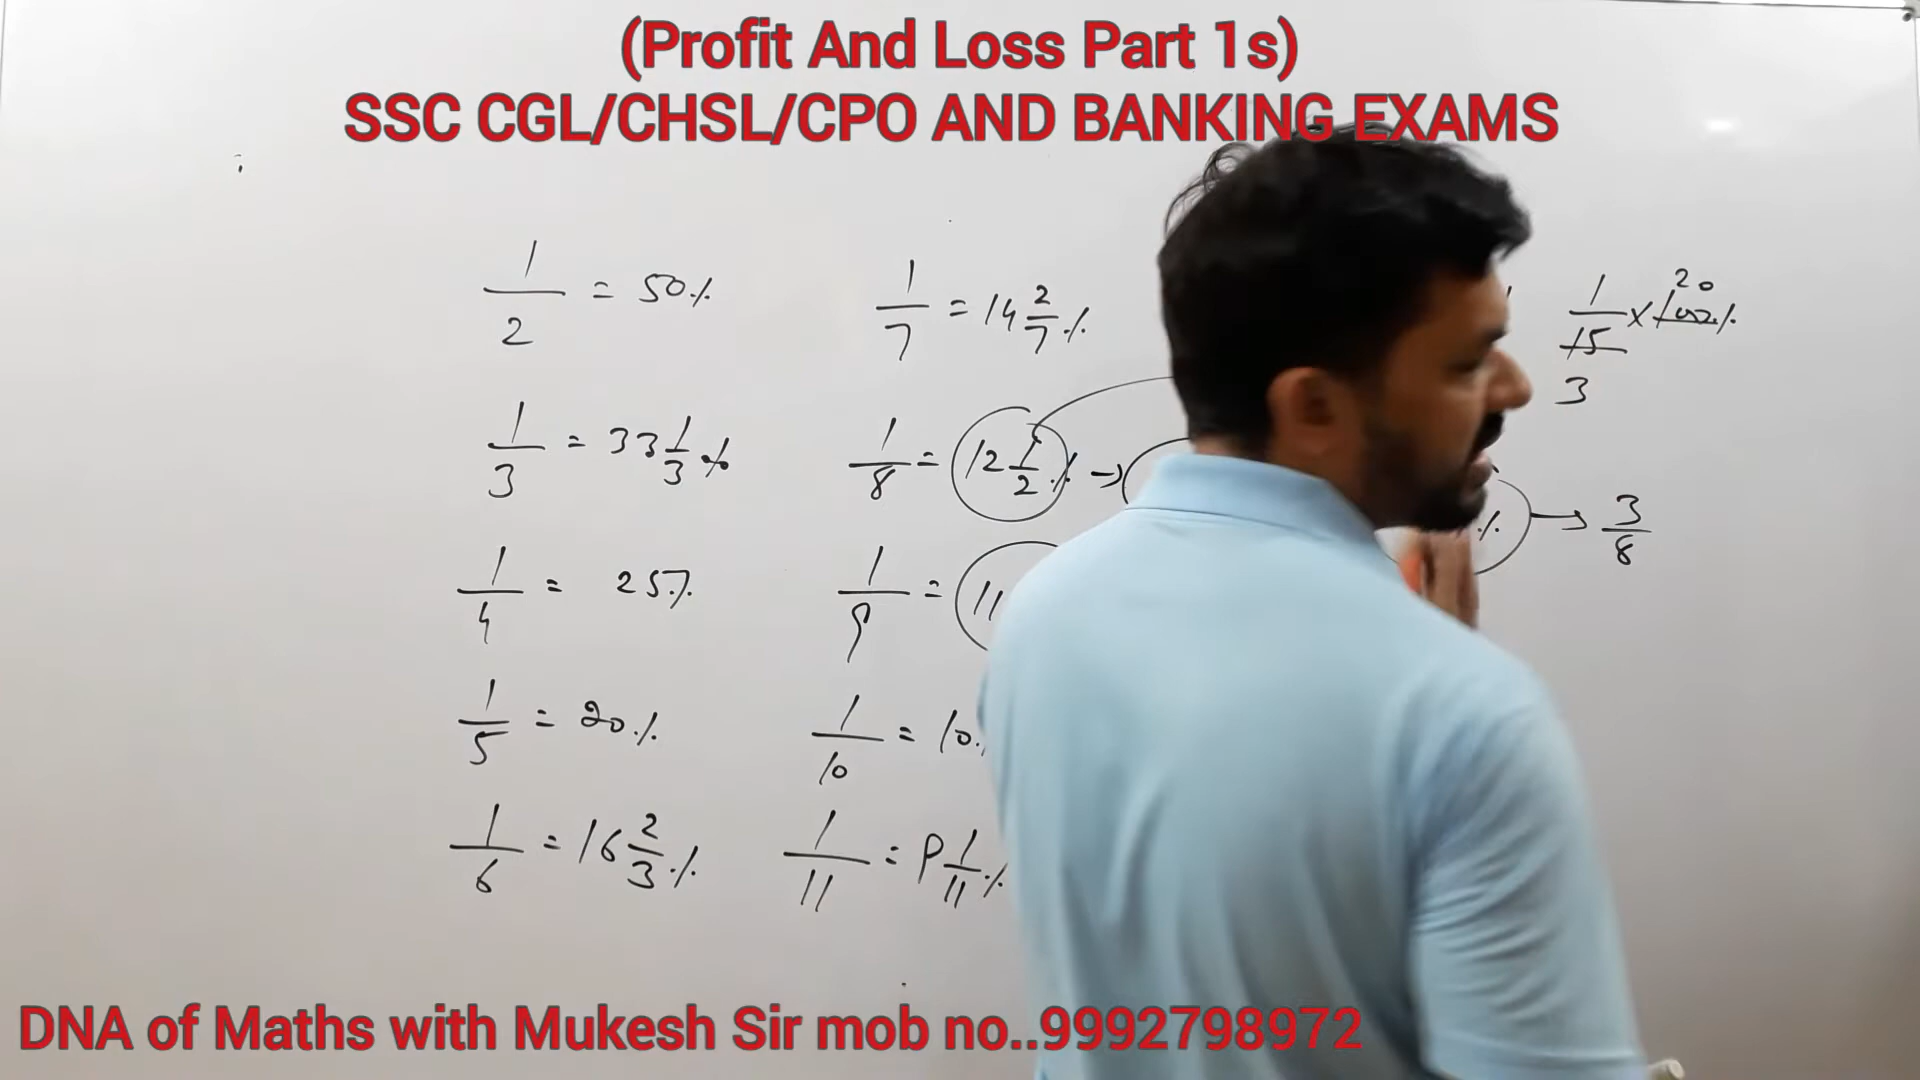 (Profit And Loss Part 1s)
SSC CGL/CHSL/CPO AND BANKING EXAMS
1/2 = 50%
1/3 = 33 1/3 %
1/4 = 25%
1/5 = 20%
1/6 = 16 2/3 %
1/7 = 14 2/7 %
1/8 = 12 1/2 % →
1/9 = 11
1/10 = 10%
1/11 = 9 1/11 %
1/15 × 100% 20
3
% → 3/8
DNA of Maths with Mukesh Sir mob no..9992798972